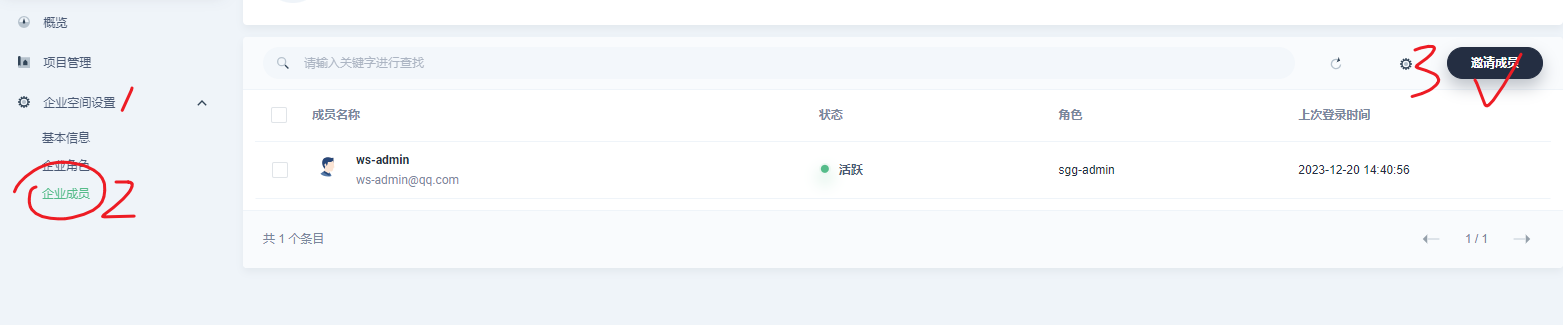 概览
项目管理
企业空间设置 1
基本信息
企业角色
企业成员 2
请输入关键字进行查找 3 邀请成员
成员名称 状态 角色 上次登录时间
ws-admin
ws-admin@qq.com
活跃 sgg-admin 2023-12-20 14:40:56
共 1 个条目 1 / 1